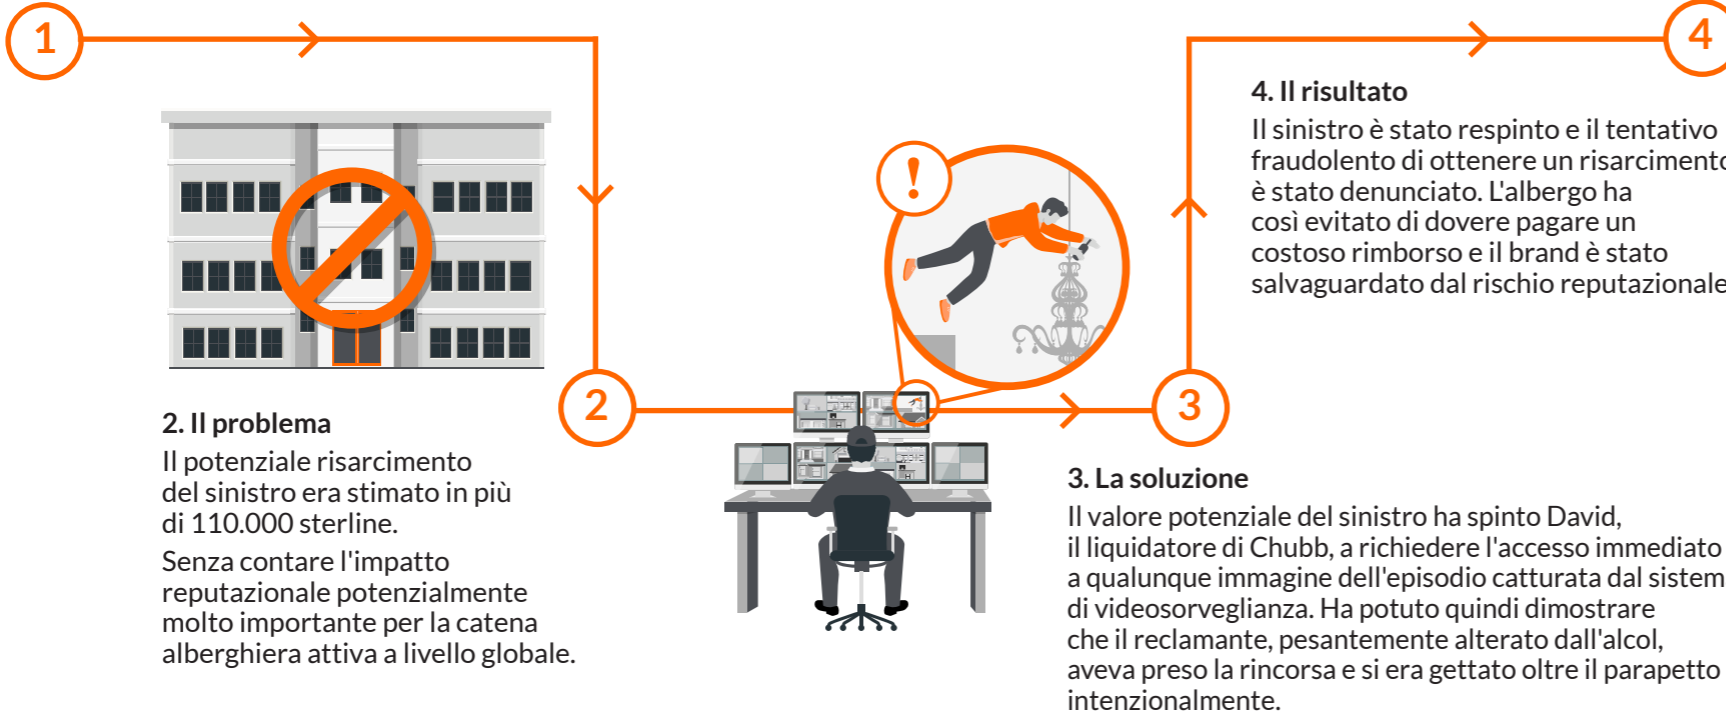 1
2. Il problema
Il potenziale risarcimento
del sinistro era stimato in più
di 110.000 sterline.
Senza contare l'impatto
reputazionale potenzialmente
molto importante per la catena
alberghiera attiva a livello globale.
2
!
3
3. La soluzione
Il valore potenziale del sinistro ha spinto David,
il liquidatore di Chubb, a richiedere l'accesso immediato
a qualunque immagine dell'episodio catturata dal sistem
di videosorveglianza. Ha potuto quindi dimostrare
che il reclamante, pesantemente alterato dall'alcol,
aveva preso la rincorsa e si era gettato oltre il parapetto
intenzionalmente.
4
4. Il risultato
Il sinistro è stato respinto e il tentativo
fraudolento di ottenere un risarcimento
è stato denunciato. L'albergo ha
così evitato di dovere pagare un
costoso rimborso e il brand è stato
salvaguardato dal rischio reputazionale